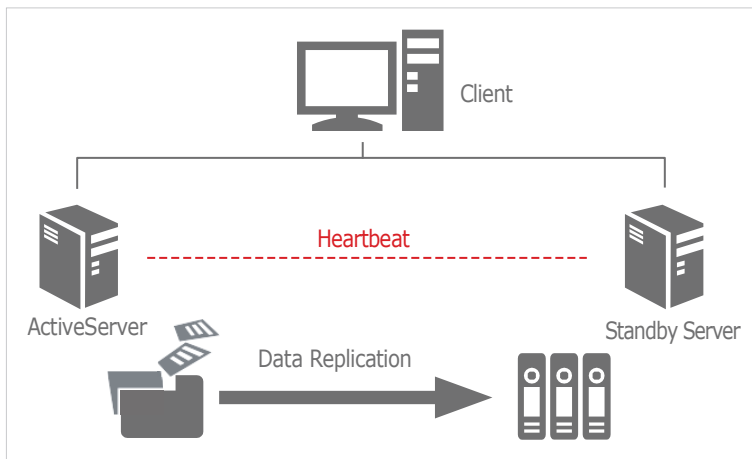 Client
Heartbeat
ActiveServer
Standby Server
Data Replication